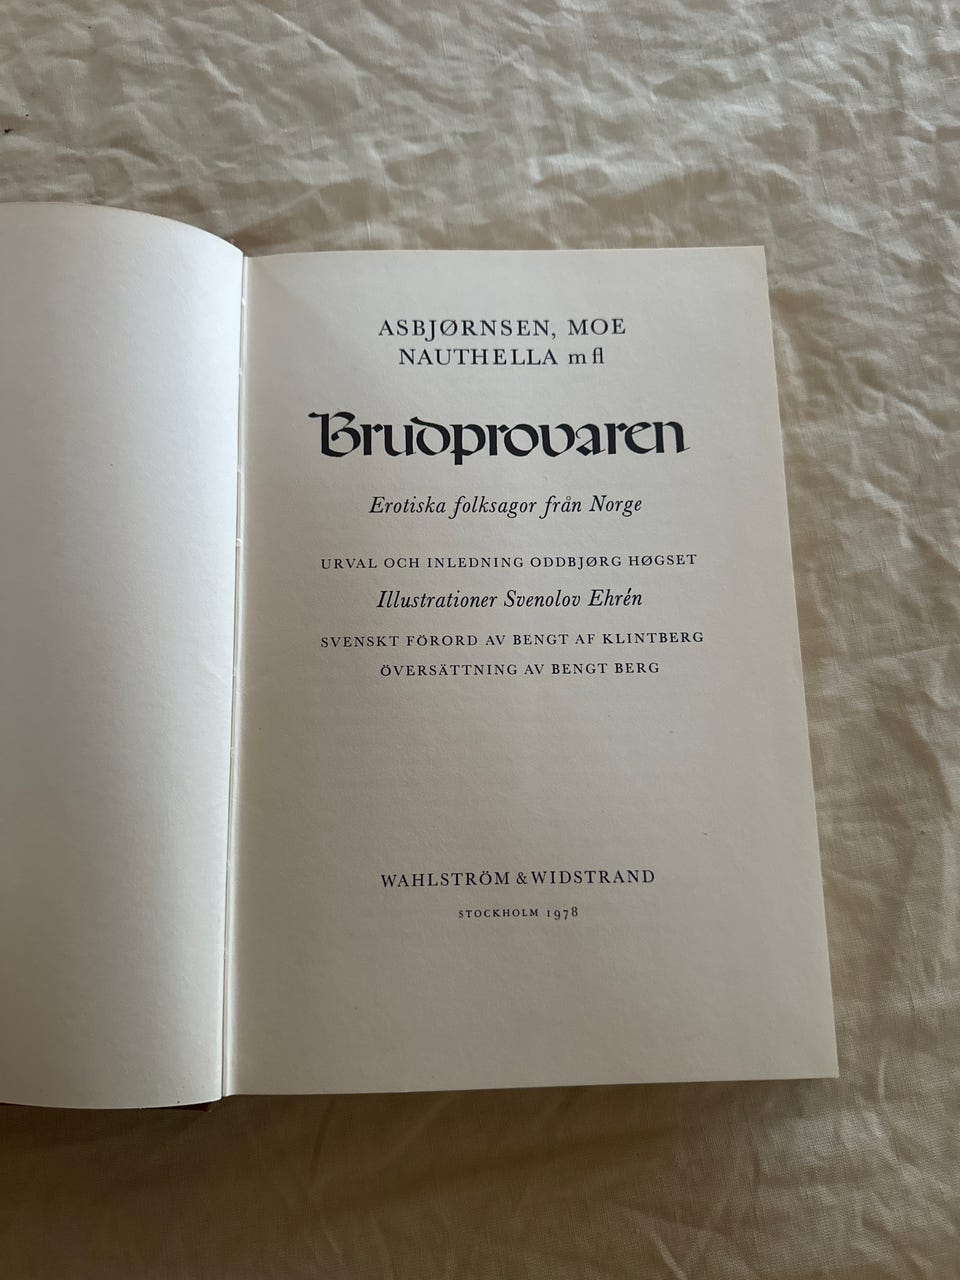 ASBJØRNSEN, MOE
NAUTHELLA m fl
Brudprovaren
Erotiska folksagor från Norge
URVAL OCH INLEDNING ODDBJØRG HØGSET
Illustrationer Svenolov Ehrén
SVENSKT FÖRORD AV BENGT AF KLINTBERG
ÖVERSÄTTNING AV BENGT BERG
WAHLSTRÖM & WIDSTRAND
STOCKHOLM 1978